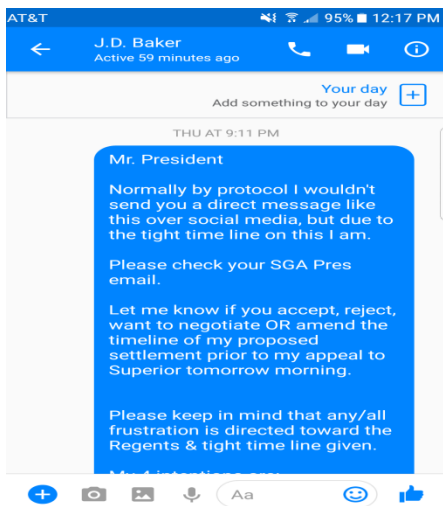 AT&T 95% 12:17 PM
J.D. Baker
Active 59 minutes ago
Your day
Add something to your day
THU AT 9:11 PM
Mr. President
Normally by protocol I wouldn't
send you a direct message like
this over social media, but due to
the tight time line on this I am.
Please check your SGA Pres
email.
Let me know if you accept, reject,
want to negotiate OR amend the
timeline of my proposed
settlement prior to my appeal to
Superior tomorrow morning.
Please keep in mind that any/all
frustration is directed toward the
Regents & tight time line given.
My 4 intentions are:
Aa